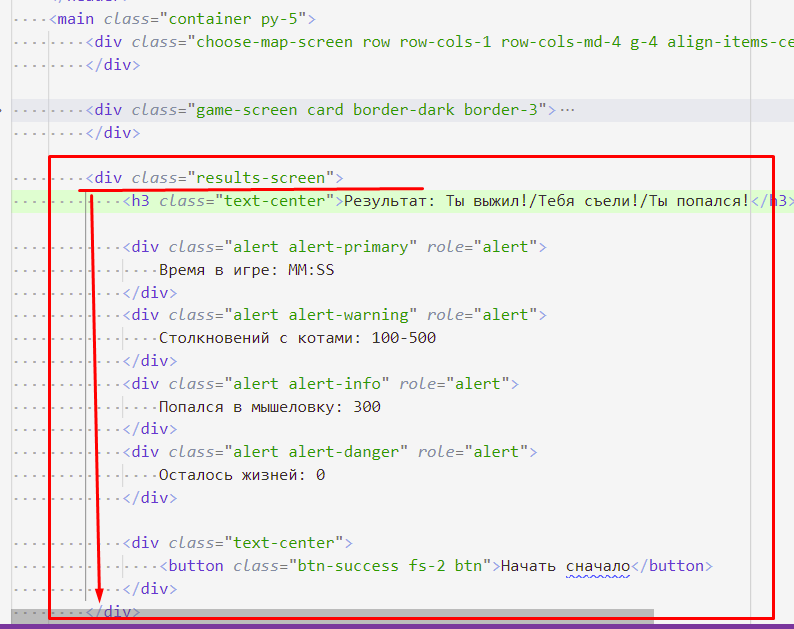 <main class="container py-5">
<div class="choose-map-screen row row-cols-1 row-cols-md-4 g-4 align-items-ce
</div>
<div class="game-screen card border-dark border-3">...
</div>
<div class="results-screen">
<h3 class="text-center">Результат: Ты выжил!/Тебя съели!/Ты попался!</h3>
<div class="alert alert-primary" role="alert">
Время в игре: MM:SS
</div>
<div class="alert alert-warning" role="alert">
Столкновений с котами: 100-500
</div>
<div class="alert alert-info" role="alert">
Попался в мышеловку: 300
</div>
<div class="alert alert-danger" role="alert">
Осталось жизней: 0
</div>
<div class="text-center">
<button class="btn-success fs-2 btn">Начать сначало</button>
</div>
</div>